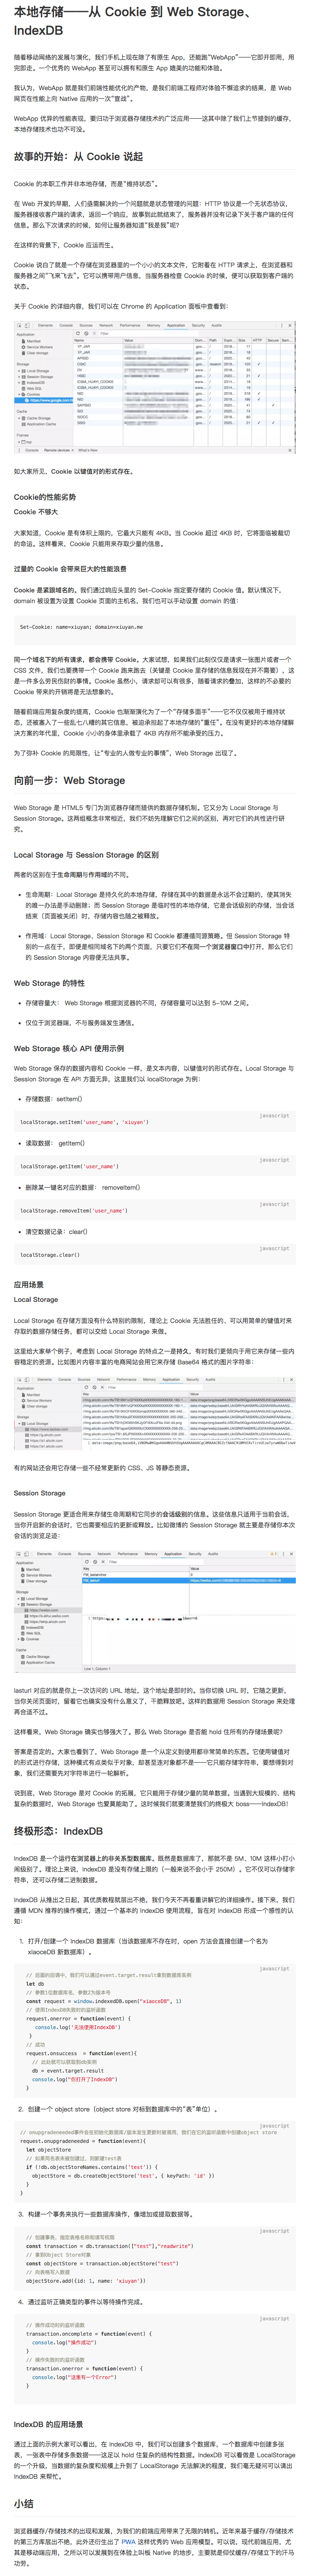 本地存储——从 Cookie 到 Web Storage、
IndexDB
随着移动网络的发展与演化，我们手机上现在除了有原生 App，还能跑“WebApp”——它即开即用，用
完即走。一个优秀的 WebApp 甚至可以拥有和原生 App 媲美的功能和体验。
我认为，WebApp 就是我们前端性能优化的产物，是我们前端工程师对体验不懈追求的结果，是 Web
网页在性能上向 Native 应用的一次“宣战”。
WebApp 优异的性能表现，要归功于浏览器存储技术的广泛应用——这其中除了我们上节提到的缓存，
本地存储技术也功不可没。
故事的开始：从 Cookie 说起
Cookie 的本职工作并非本地存储，而是“维持状态”。
在 Web 开发的早期，人们亟需解决的一个问题就是状态管理的问题：HTTP 协议是一个无状态协议，
服务器接收客户端的请求，返回一个响应，故事到此就结束了，服务器并没有记录下关于客户端的任何
信息。那么下次请求的时候，如何让服务器知道“我是我”呢？
在这样的背景下，Cookie 应运而生。
Cookie 说白了就是一个存储在浏览器里的一个小小的文本文件，它附着在 HTTP 请求上，在浏览器和
服务器之间“飞来飞去”。它可以携带用户信息，当服务器检查 Cookie 的时候，便可以获取到客户端的
状态。
关于 Cookie 的详细内容，我们可以在 Chrome 的 Application 面板中查看到：
Elements Console Sources Network Performance Memory Application Security Audits
Application
Manifest
Service Workers
Clear storage
Storage
Local Storage
Session Storage
IndexedDB
Web SQL
Cookies
Cache
Cache Storage
Application Cache
Frames
top
Filter
Name Value
Console Remote devices What's New
如大家所见，Cookie 以键值对的形式存在。
Cookie的性能劣势
Cookie 不够大
大家知道，Cookie 是有体积上限的，它最大只能有 4KB。当 Cookie 超过 4KB 时，它将面临被裁切
的命运。这样看来，Cookie 只能用来存取少量的信息。
过量的 Cookie 会带来巨大的性能浪费
Cookie 是紧跟域名的。我们通过响应头里的 Set-Cookie 指定要存储的 Cookie 值。默认情况下，
domain 被设置为设置 Cookie 页面的主机名，我们也可以手动设置 domain 的值：
Set-Cookie: name=xiuyan; domain=xiuyan.me
同一个域名下的所有请求，都会携带 Cookie。大家试想，如果我们此刻仅仅是请求一张图片或者一个
CSS 文件，我们也要携带一个 Cookie 跑来跑去（关键是 Cookie 里存储的信息我现在并不需要），这
是一件多么劳民伤财的事情。Cookie 虽然小，请求却可以有很多，随着请求的叠加，这样的不必要的
Cookie 带来的开销将是无法想象的。
随着前端应用复杂度的提高，Cookie 也渐渐演化为了一个“存储多面手”——它不仅仅被用于维持状
态，还被塞入了一些乱七八糟的其它信息，被迫承担起了本地存储的“重任”。在没有更好的本地存储解
决方案的年代里，Cookie 小小的身体里承载了 4KB 内存所不能承受的压力。
为了弥补 Cookie 的局限性，让“专业的人做专业的事情”，Web Storage 出现了。
向前一步：Web Storage
Web Storage 是 HTML5 专门为浏览器存储而提供的数据存储机制。它又分为 Local Storage 与
Session Storage。这两组概念非常相近，我们不妨先理解它们之间的区别，再对它们的共性进行研
究。
Local Storage 与 Session Storage 的区别
两者的区别在于生命周期与作用域的不同。
• 生命周期：Local Storage 是持久化的本地存储，存储在其中的数据是永远不会过期的，使其消失
的唯一办法是手动删除；而 Session Storage 是临时性的本地存储，它是会话级别的存储，当会话
结束（页面被关闭）时，存储内容也随之被释放。
• 作用域：Local Storage、Session Storage 和 Cookie 都遵循同源策略。但 Session Storage 特
别的一点在于，即便是相同域名下的两个页面，只要它们不在同一个浏览器窗口中打开，那么它们
的 Session Storage 内容便无法共享。
Web Storage 的特性
• 存储容量大： Web Storage 根据浏览器的不同，存储容量可以达到 5-10M 之间。
• 仅位于浏览器端，不与服务端发生通信。
Web Storage 核心 API 使用示例
Web Storage 保存的数据内容和 Cookie 一样，是文本内容，以键值对的形式存在。Local Storage 与
Session Storage 在 API 方面无异，这里我们以 localStorage 为例：
• 存储数据：setItem()
javascript
localStorage.setItem('user_name', 'xiuyan')
• 读取数据： getItem()
javascript
localStorage.getItem('user_name')
• 删除某一键名对应的数据： removeItem()
javascript
localStorage.removeItem('user_name')
• 清空数据记录：clear()
javascript
localStorage.clear()
应用场景
Local Storage
Local Storage 在存储方面没有什么特别的限制，理论上 Cookie 无法胜任的、可以用简单的键值对来
存取的数据存储任务，都可以交给 Local Storage 来做。
这里给大家举个例子，考虑到 Local Storage 的特点之一是持久，有时我们更倾向于用它来存储一些内
容稳定的资源。比如图片内容丰富的电商网站会用它来存储 Base64 格式的图片字符串：
Elements Console Sources Network Performance Memory Application Security Audits
Application
Manifest
Service Workers
Clear storage
Storage
Local Storage
Filter
Key Value
有的网站还会用它存储一些不经常更新的 CSS、JS 等静态资源。
Session Storage
Session Storage 更适合用来存储生命周期和它同步的会话级别的信息。这些信息只适用于当前会话，
当你开启新的会话时，它也需要相应的更新或释放。比如微博的 Session Storage 就主要是存储你本次
会话的浏览足迹：
Elements Console Sources Network Performance Memory Application Security Audits
Application
Manifest
Service Workers
Clear storage
Storage
Local Storage
Session Storage
IndexedDB
Web SQL
Cookies
Cache
Cache Storage
Application Cache
Filter
Key Value
Line 1, Column 1
lasturl 对应的就是你上一次访问的 URL 地址，这个地址是即时的。当你切换 URL 时，它随之更新，
当你关闭页面时，留着它也确实没有什么意义了，干脆释放吧。这样的数据用 Session Storage 来处理
再合适不过。
这样看来，Web Storage 确实也够强大了。那么 Web Storage 是否能 hold 住所有的存储场景呢？
答案是否定的。大家也看到了，Web Storage 是一个从定义到使用都非常简单的东西。它使用键值对
的形式进行存储，这种模式有点类似于对象，却甚至连对象都不是——它只能存储字符串，要想得到对
象，我们还需要先对字符串进行一轮解析。
说到底，Web Storage 是对 Cookie 的拓展，它只能用于存储少量的简单数据。当遇到大规模的、结构
复杂的数据时，Web Storage 也爱莫能助了。这时候我们就要清楚我们的终极大 boss——IndexDB！
终极形态：IndexDB
IndexDB 是一个运行在浏览器上的非关系型数据库。既然是数据库了，那就不是 5M、10M 这样小打小
闹级别了。理论上来说，IndexDB 是没有存储上限的（一般来说不会小于 250M）。它不仅可以存储字
符串，还可以存储二进制数据。
IndexDB 从推出之日起，其优质教程就层出不绝，我们今天不再着重讲解它的详细操作。接下来，我们
遵循 MDN 推荐的操作模式，通过一个基本的 IndexDB 使用流程，旨在对 IndexDB 形成一个感性的认
知：
1. 打开/创建一个 IndexDB 数据库（当该数据库不存在时，open 方法会直接创建一个名为
xiaoceDB 新数据库）。
javascript
// 后面的回调中，我们可以通过event.target.result拿到数据库实例
let db
// 参数1位数据库名，参数2为版本号
const request = window.indexedDB.open("xiaoceDB", 1)
// 使用IndexDB失败时的监听函数
request.onerror = function(event) {
console.log('无法使用IndexDB')
}
// 成功
request.onsuccess = function(event){
// 此处就可以获取到db实例
db = event.target.result
console.log("你打开了IndexDB")
}
2. 创建一个 object store（object store 对标到数据库中的“表”单位）。
javascript
// onupgradeneeded事件会在初始化数据库/版本发生更新时被调用，我们在它的监听函数中创建object store
request.onupgradeneeded = function(event){
let objectStore
// 如果同名表未被创建过，则新建test表
if (!db.objectStoreNames.contains('test')) {
objectStore = db.createObjectStore('test', { keyPath: 'id' })
}
}
3. 构建一个事务来执行一些数据库操作，像增加或提取数据等。
javascript
// 创建事务，指定表格名称和读写权限
const transaction = db.transaction(["test"],"readwrite")
// 拿到Object Store对象
const objectStore = transaction.objectStore("test")
// 向表格写入数据
objectStore.add({id: 1, name: 'xiuyan'})
4. 通过监听正确类型的事件以等待操作完成。
javascript
// 操作成功时的监听函数
transaction.oncomplete = function(event) {
console.log("操作成功")
}
// 操作失败时的监听函数
transaction.onerror = function(event) {
console.log("这里有一个Error")
}
IndexDB 的应用场景
通过上面的示例大家可以看出，在 IndexDB 中，我们可以创建多个数据库，一个数据库中创建多张
表，一张表中存储多条数据——这足以 hold 住复杂的结构性数据。IndexDB 可以看做是 LocalStorage
的一个升级，当数据的复杂度和规模上升到了 LocalStorage 无法解决的程度，我们毫无疑问可以请出
IndexDB 来帮忙。
小结
浏览器缓存/存储技术的出现和发展，为我们的前端应用带来了无限的转机。近年来基于缓存/存储技术
的第三方库层出不绝，此外还衍生出了 PWA 这样优秀的 Web 应用模型。可以说，现代前端应用，尤
其是移动端应用，之所以可以发展到在体验上叫板 Native 的地步，主要就是仰仗缓存/存储立下的汗马
功劳。